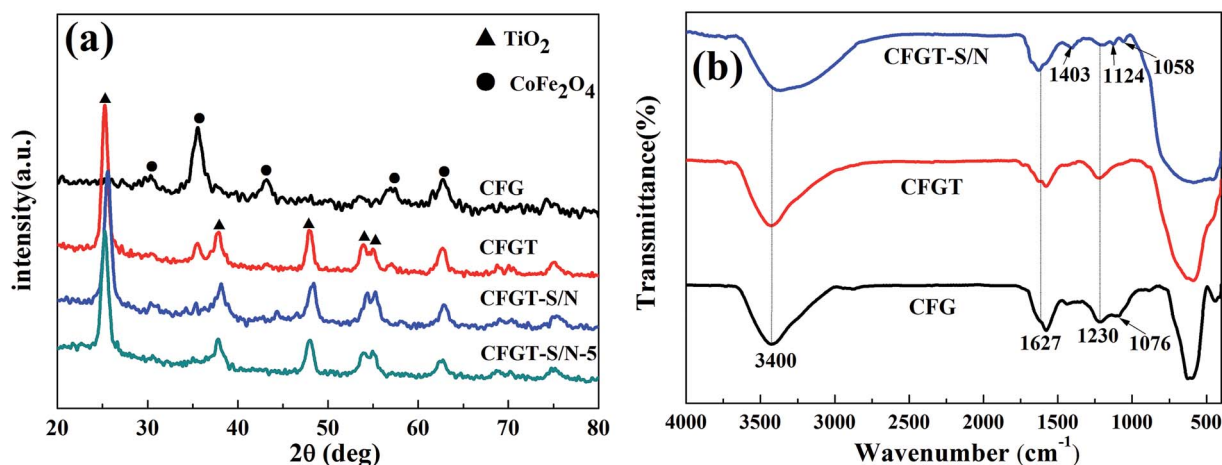 (a)
▲ TiO2
● CoFe2O4
CFG
CFGT
CFGT-S/N
CFGT-S/N-5
intensity(a.u.)
20 30 40 50 60 70 80
2θ (deg)
(b)
CFGT-S/N
1403
1124
1058
CFGT
CFG
3400
1627
1230
1076
Transmittance(%)
4000 3500 3000 2500 2000 1500 1000 500
Wavenumber (cm-1)